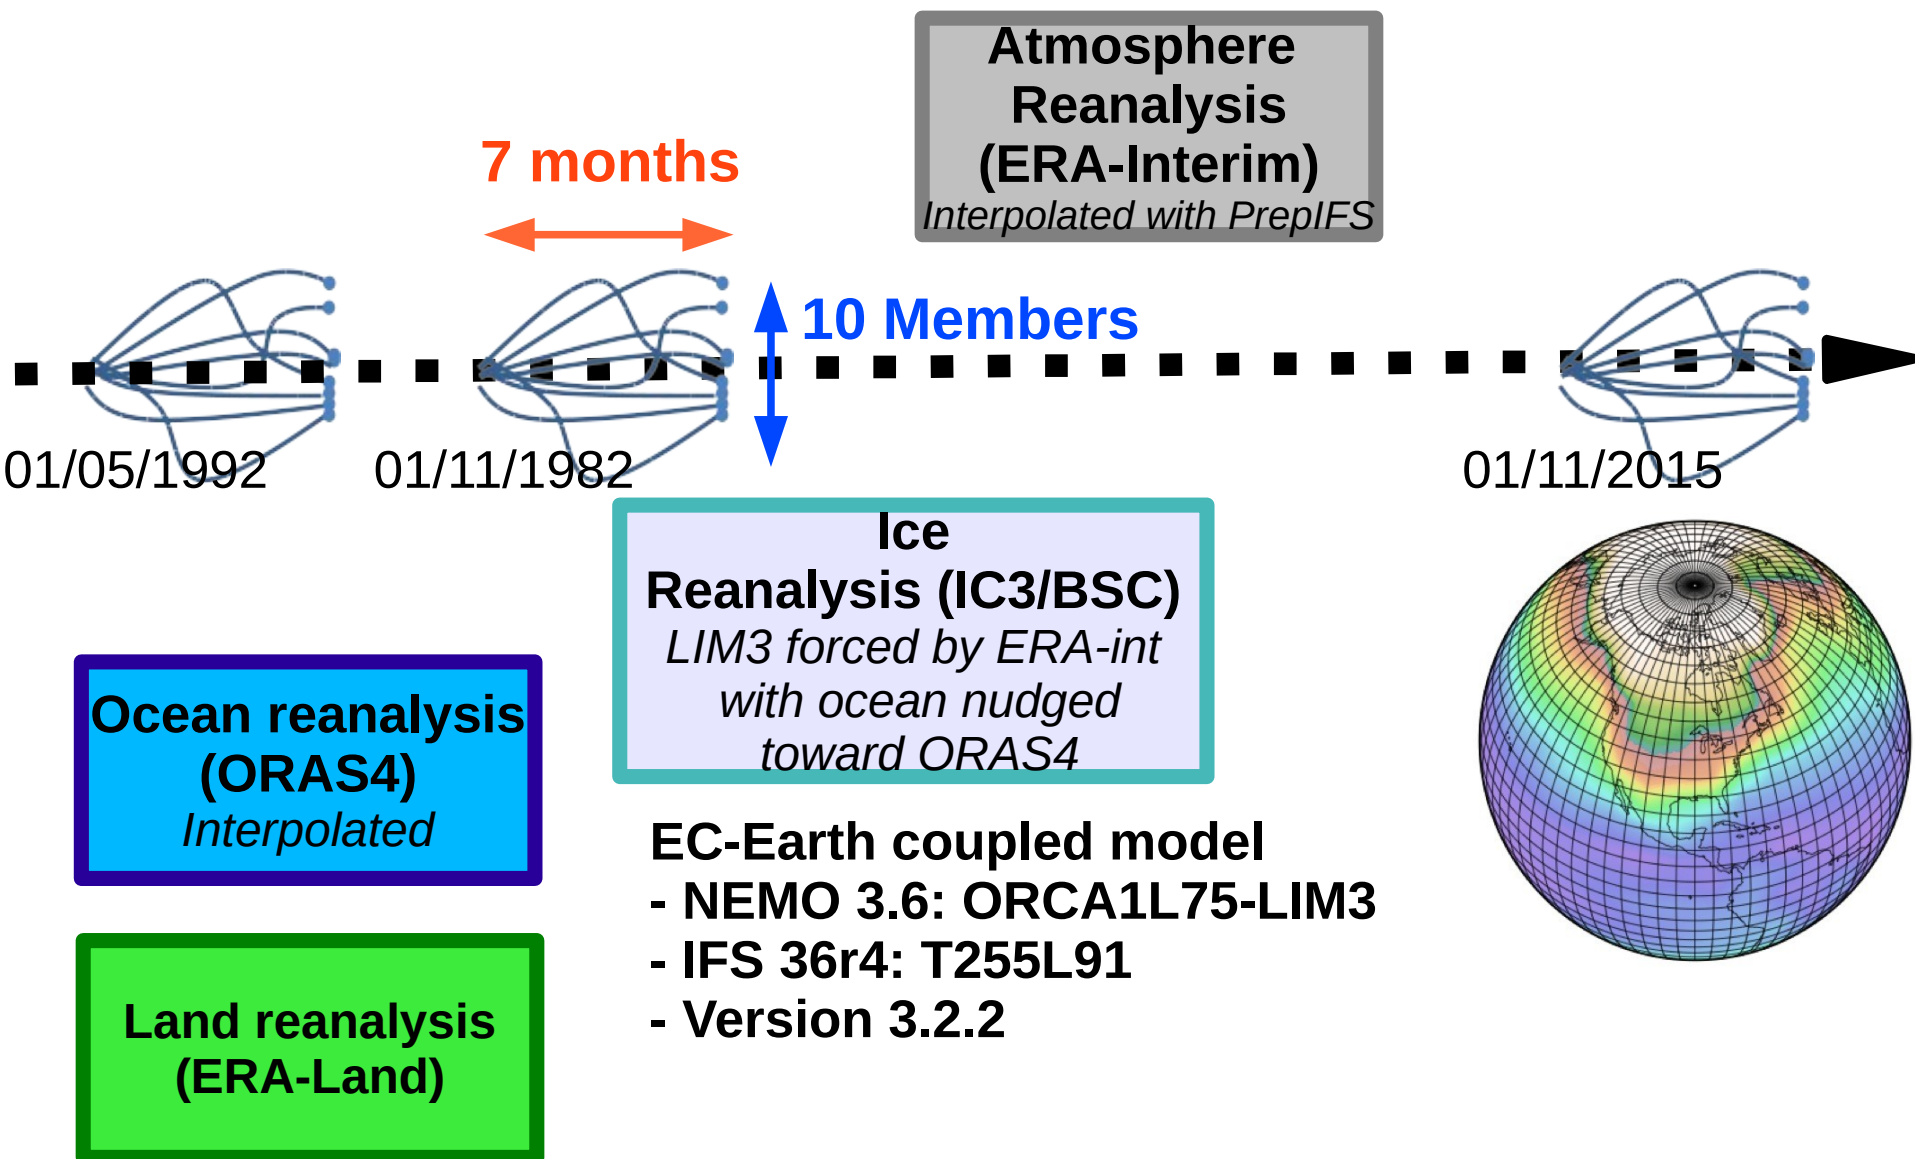 Atmosphere
Reanalysis
(ERA-Interim)
Interpolated with PrepIFS
7 months
10 Members
01/05/1992
01/11/1982
01/11/2015
Ice
Reanalysis (IC3/BSC)
LIM3 forced by ERA-int
with ocean nudged
toward ORAS4
Ocean reanalysis
(ORAS4)
Interpolated
EC-Earth coupled model
- NEMO 3.6: ORCA1L75-LIM3
- IFS 36r4: T255L91
- Version 3.2.2
Land reanalysis
(ERA-Land)